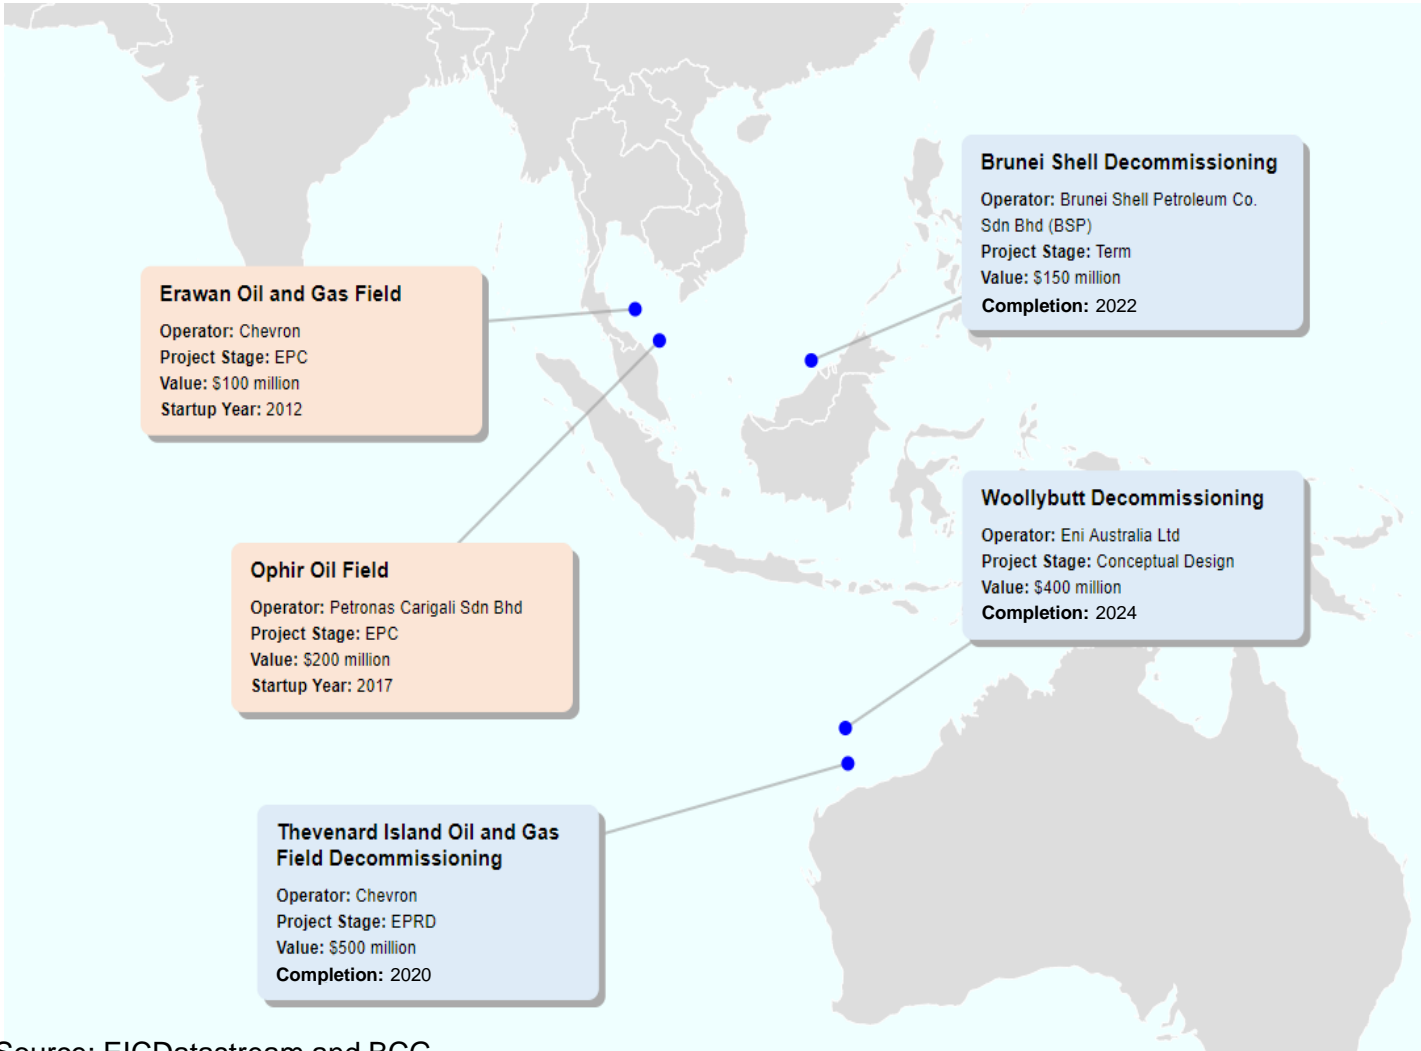 Brunei Shell Decommissioning
Operator: Brunei Shell Petroleum Co.
Sdn Bhd (BSP)
Project Stage: Term
Value: $150 million
Completion: 2022
Erawan Oil and Gas Field
Operator: Chevron
Project Stage: EPC
Value: $100 million
Startup Year: 2012
Woollybutt Decommissioning
Operator: Eni Australia Ltd
Project Stage: Conceptual Design
Value: $400 million
Completion: 2024
Ophir Oil Field
Operator: Petronas Carigali Sdn Bhd
Project Stage: EPC
Value: $200 million
Startup Year: 2017
Thevenard Island Oil and Gas
Field Decommissioning
Operator: Chevron
Project Stage: EPRD
Value: $500 million
Completion: 2020
Source: EICDatastream and BCG